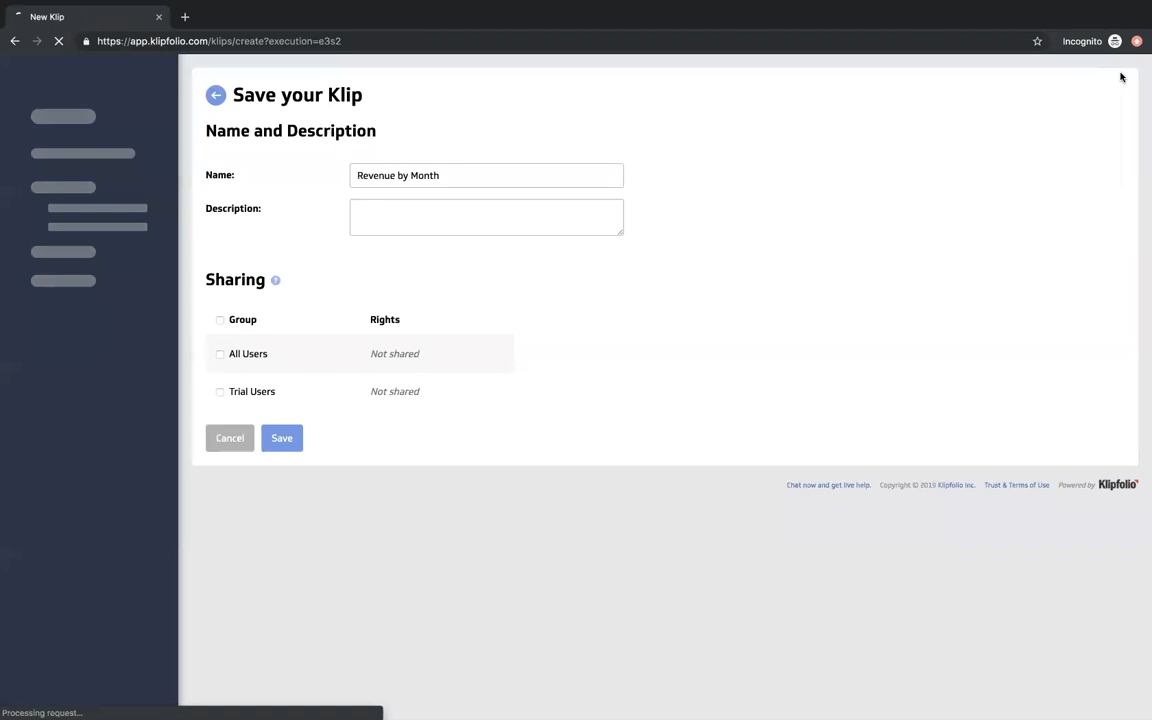 New Klip
https://app.klipfolio.com/klips/create?execution=e3s2
Incognito
Save your Klip
Name and Description
Name:
Revenue by Month
Description:
Sharing ?
Group Rights
All Users Not shared
Trial Users Not shared
Cancel Save
Chat now and get live help. Copyright © 2019 Klipfolio Inc. Trust & Terms of Use Powered by Klipfolio
Processing request...